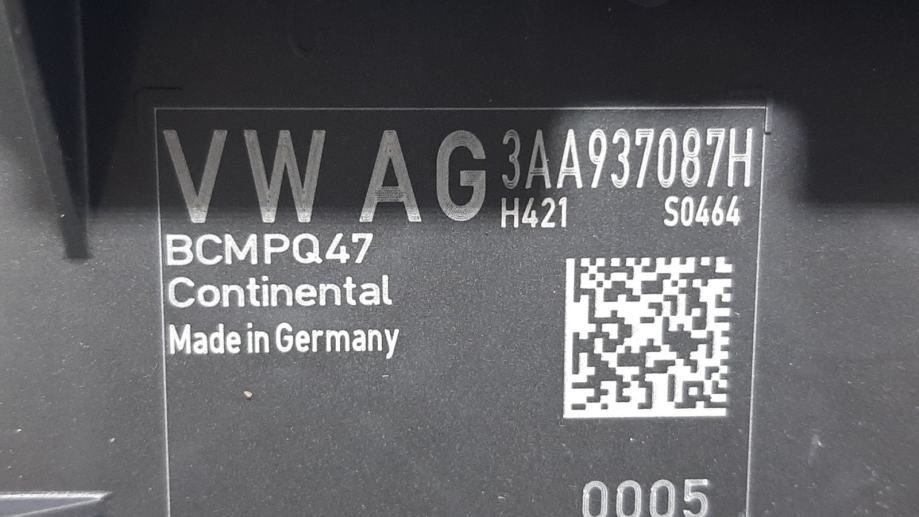 VW AG 3AA937087H
H421 S0464
BCMPQ47
Continental
Made in Germany
0005